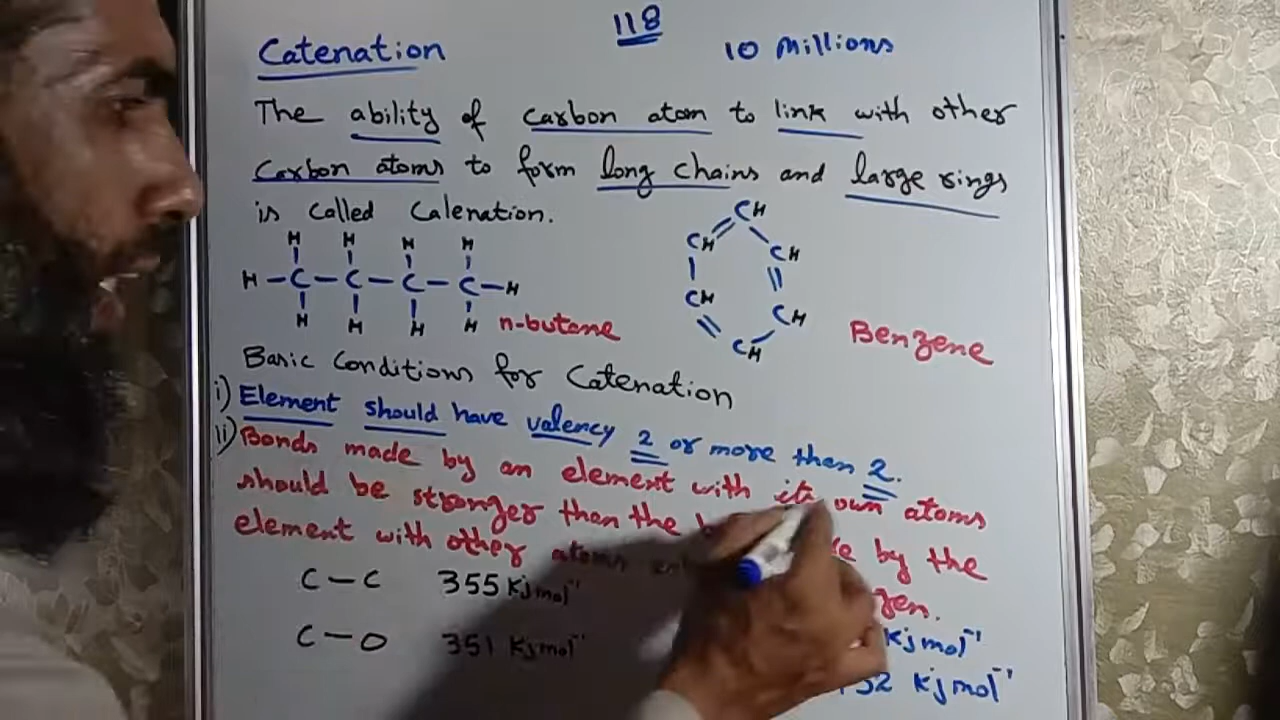 118
Catenation 10 Millions
The ability of carbon atom to link with other
Carbon atoms to form long chains and large rings
is called Calenation.
H H H H
H - C - C - C - C - H
H H H H n-butane
CH
CH CH
CH CH
CH
Benzene
Basic Conditions for Catenation
i) Element should have valency 2 or more then 2.
ii) Bonds made by an element with its own atoms
should be stronger than the by the
element with other atoms
C - C 355 Kjmol⁻¹ Kjmol⁻¹
C - O 351 Kjmol⁻¹ Kjmol⁻¹